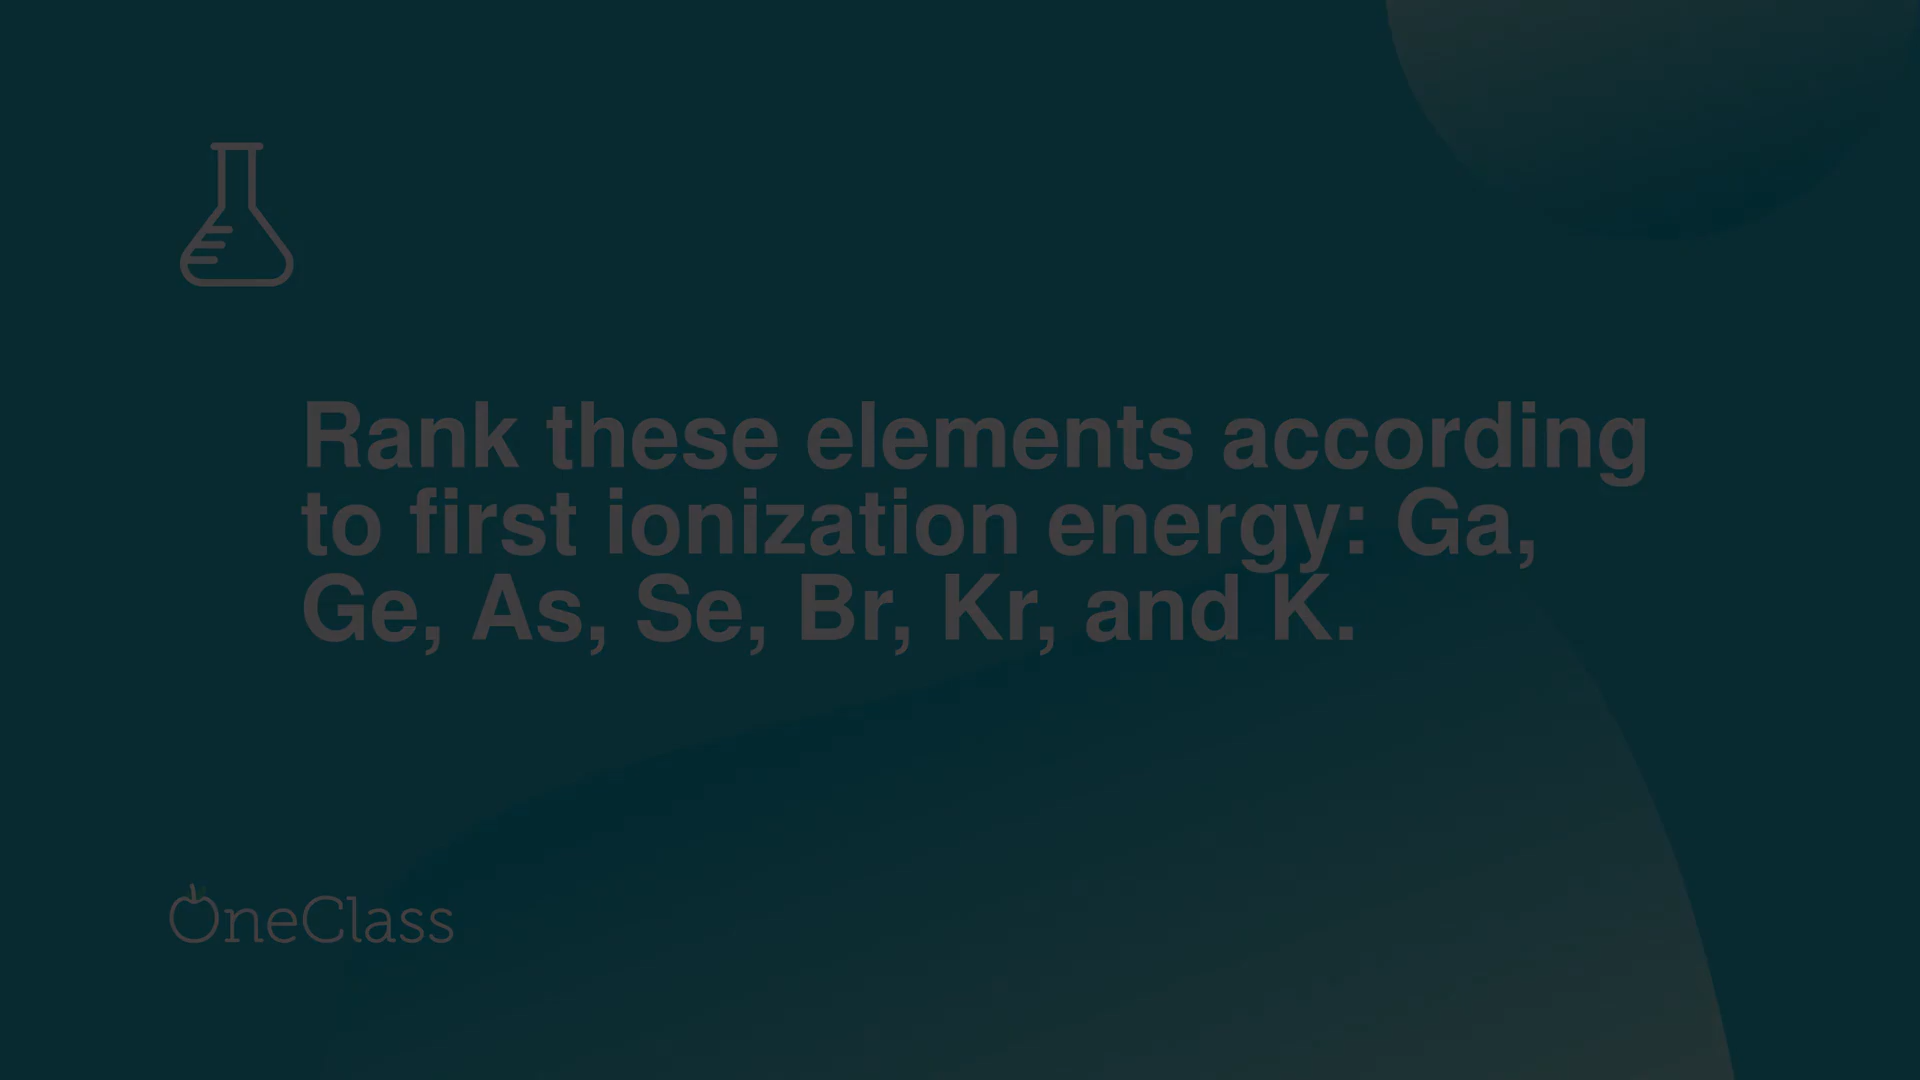 Rank these elements according
to first ionization energy: Ga,
Ge, As, Se, Br, Kr, and K.
OneClass